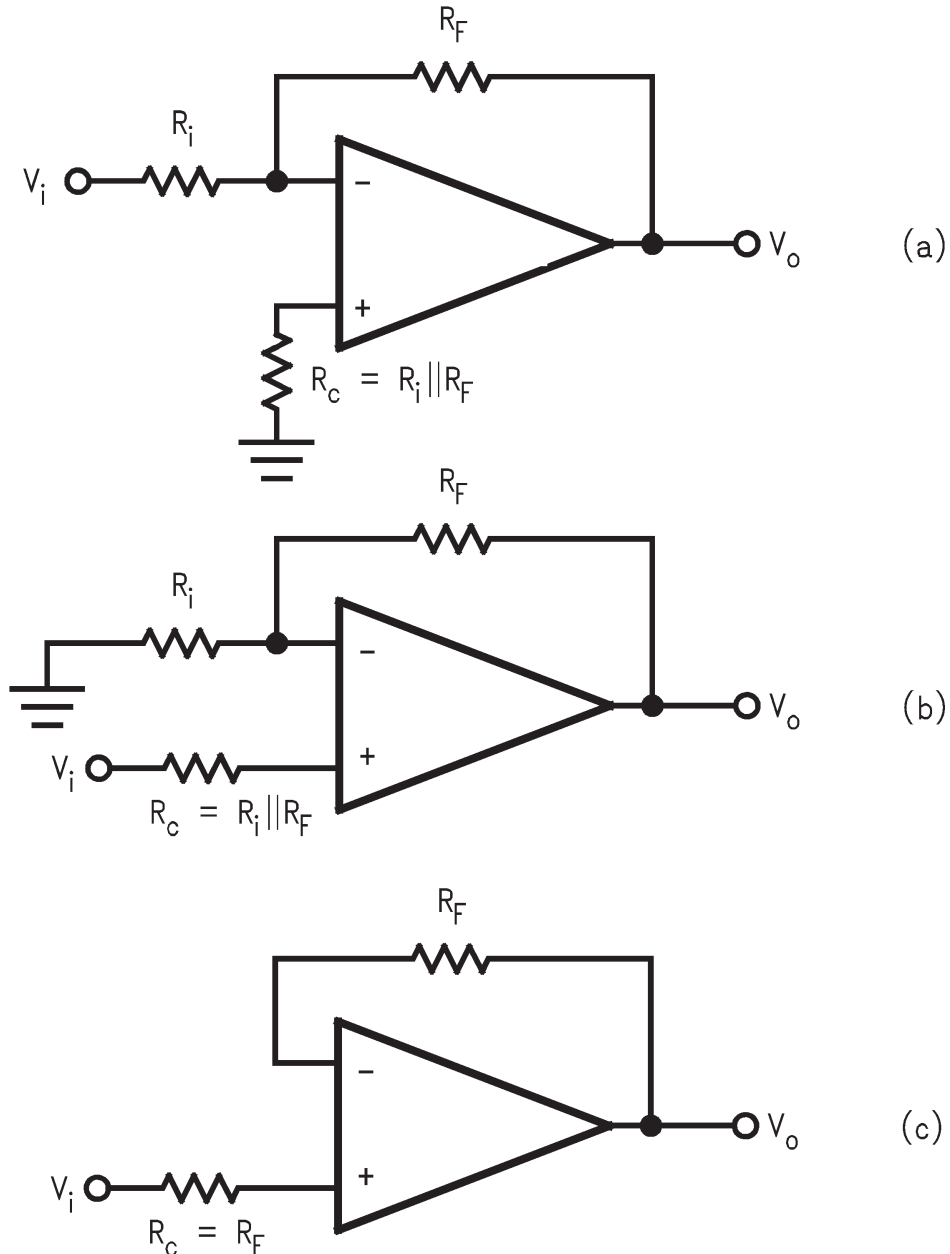 R_F
R_i
V_i
−
V_o
(a)
+
R_c = R_i||R_F
R_F
R_i
−
V_o
(b)
+
V_i
R_c = R_i||R_F
R_F
−
V_o
(c)
+
V_i
R_c = R_F